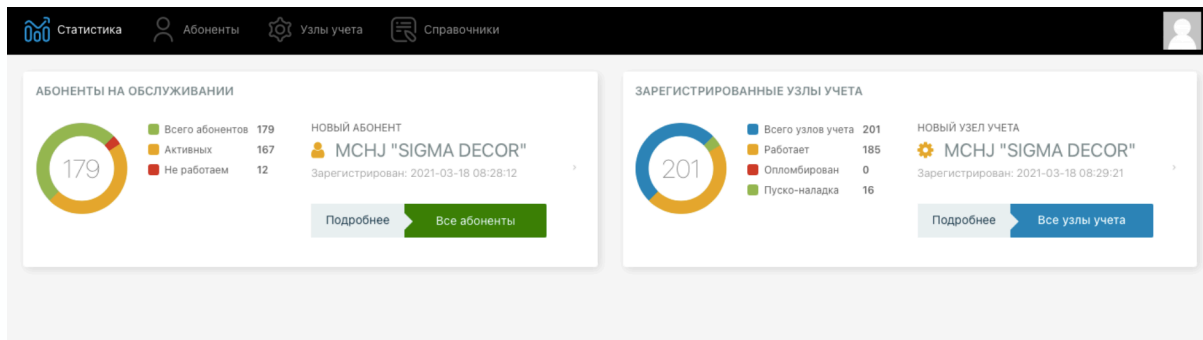 Статистика
Абоненты
Узлы учета
Справочники
АБОНЕНТЫ НА ОБСЛУЖИВАНИИ
179
Всего абонентов 179
Активных 167
Не работаем 12
НОВЫЙ АБОНЕНТ
MCHJ "SIGMA DECOR"
Зарегистрирован: 2021-03-18 08:28:12
Подробнее
Все абоненты
ЗАРЕГИСТРИРОВАННЫЕ УЗЛЫ УЧЕТА
201
Всего узлов учета 201
Работает 185
Опломбирован 0
Пуско-наладка 16
НОВЫЙ УЗЕЛ УЧЕТА
MCHJ "SIGMA DECOR"
Зарегистрирован: 2021-03-18 08:29:21
Подробнее
Все узлы учета